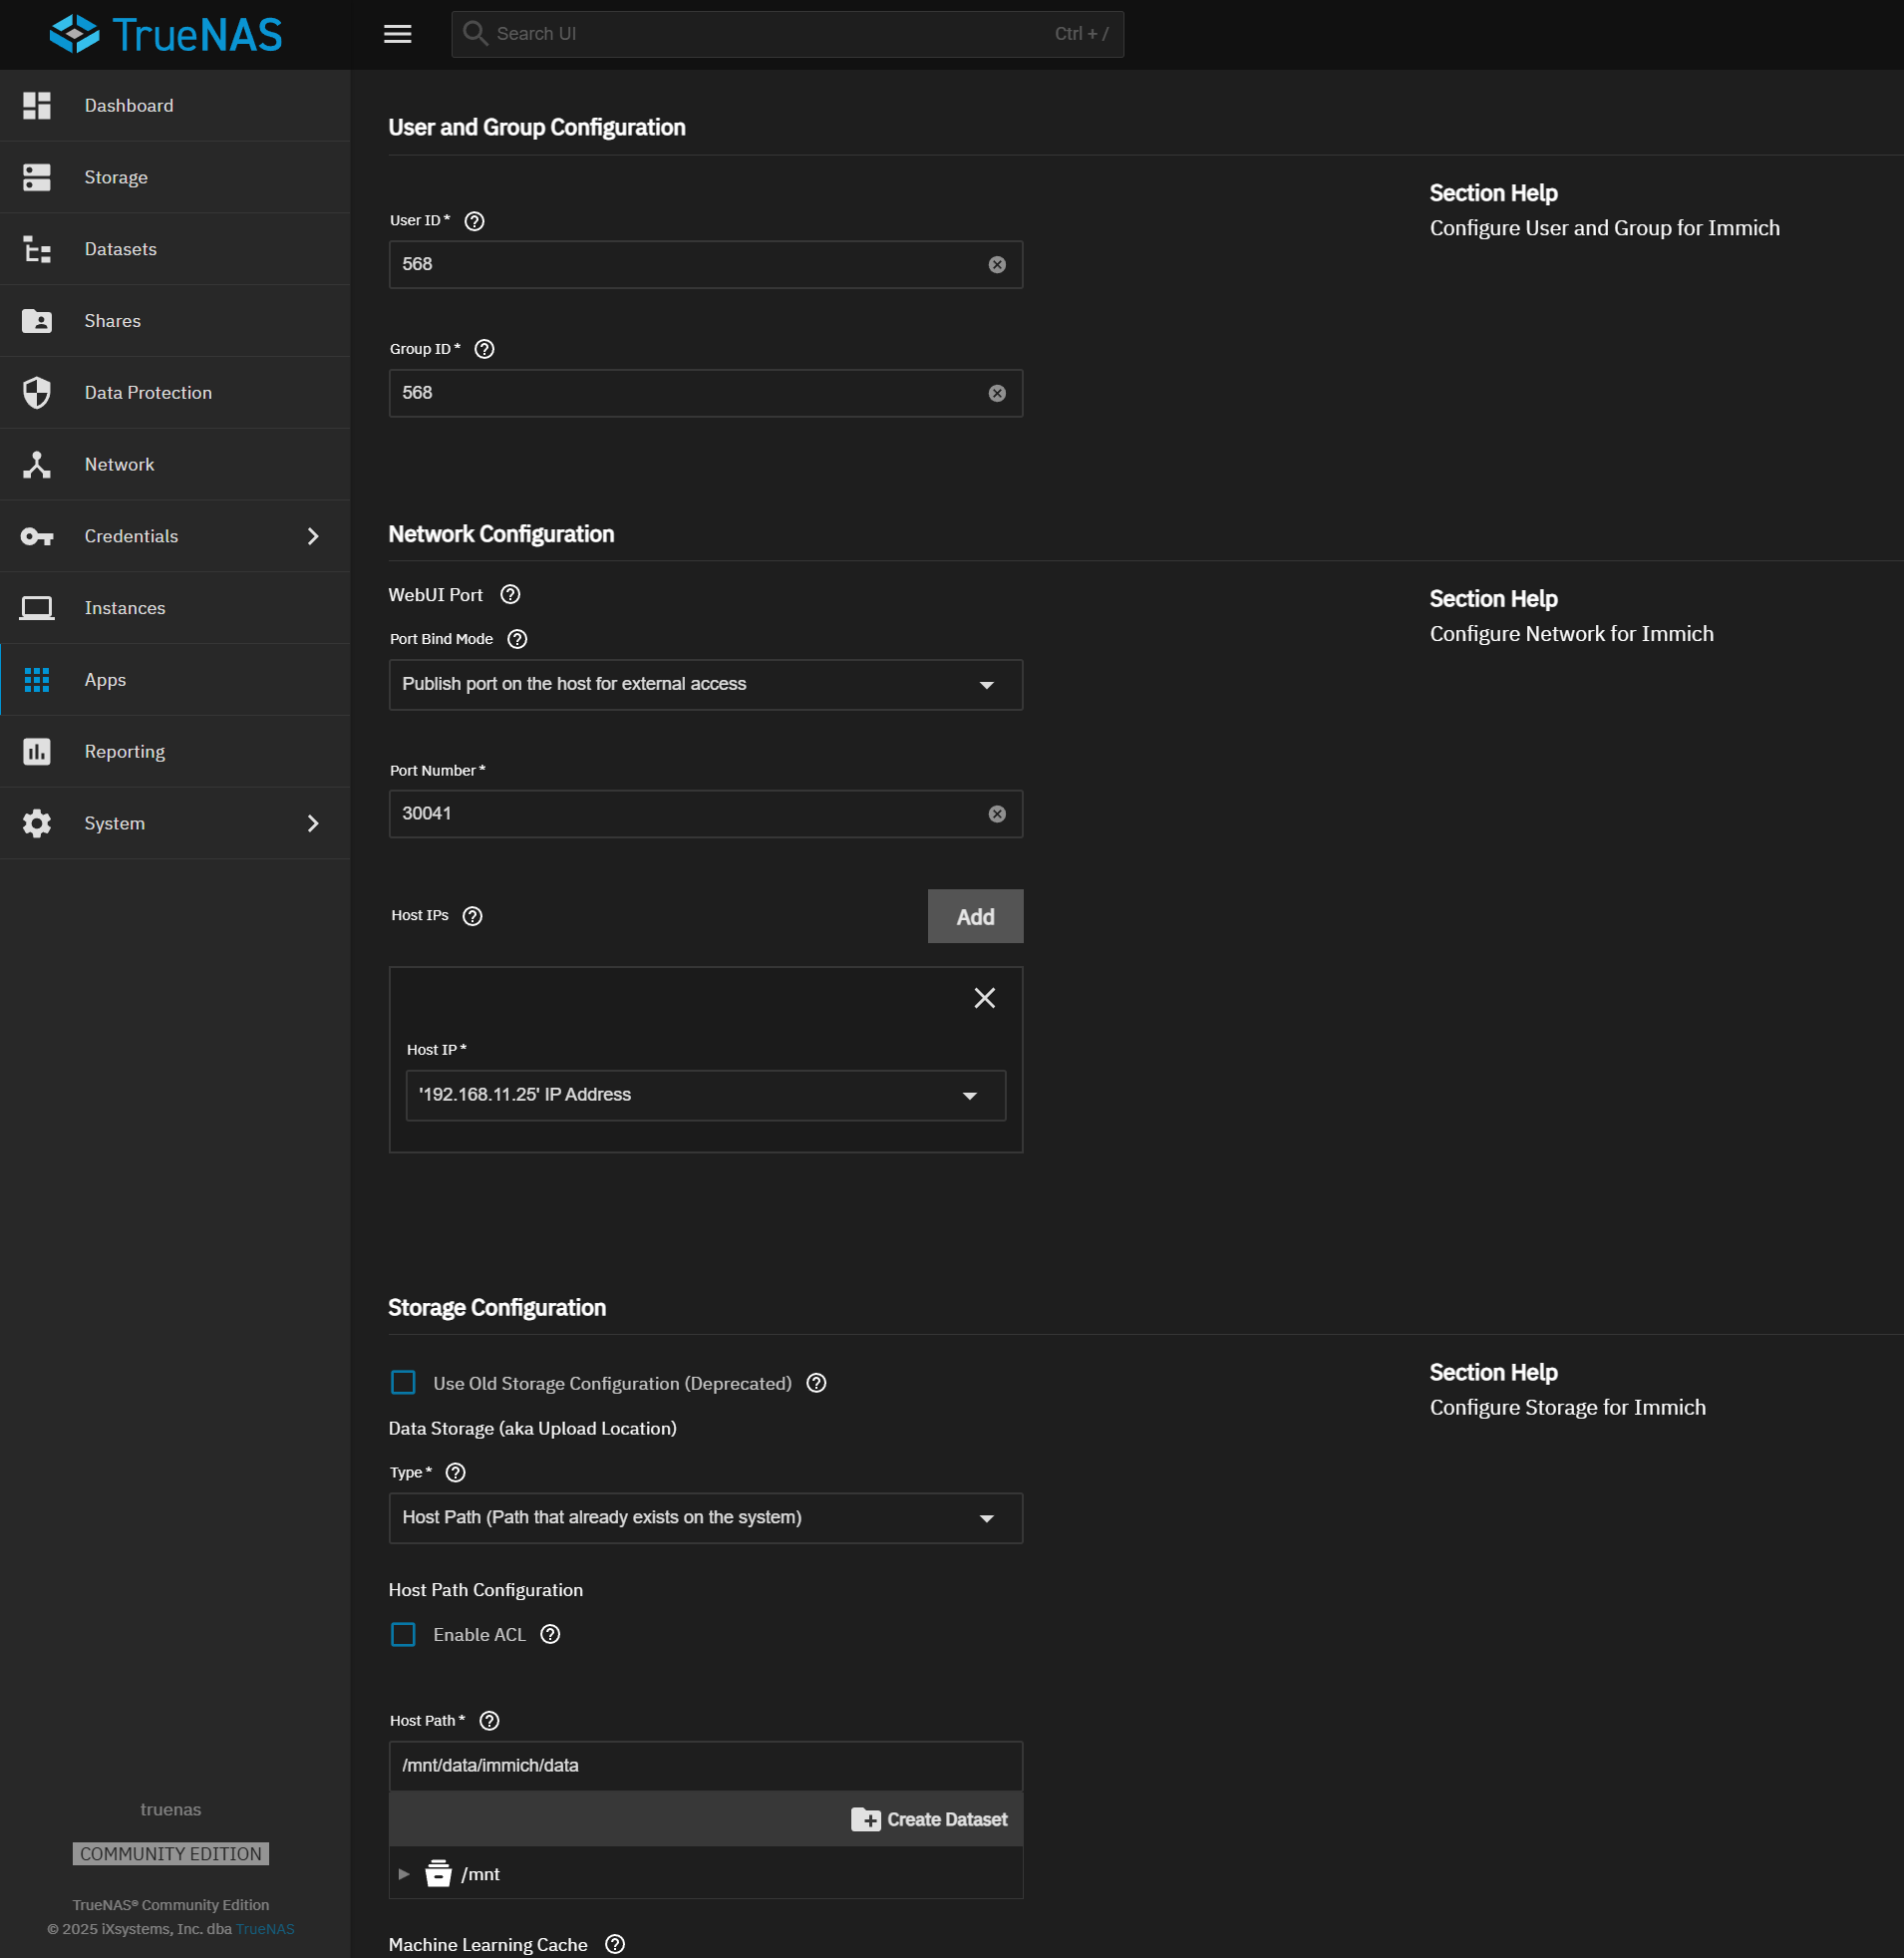 TrueNAS
Search UI
Ctrl + /
Dashboard
Storage
Datasets
Shares
Data Protection
Network
Credentials
Instances
Apps
Reporting
System
truenas
COMMUNITY EDITION
TrueNAS® Community Edition
© 2025 iXsystems, Inc. dba TrueNAS
User and Group Configuration
Section Help
Configure User and Group for Immich
User ID *
568
Group ID *
568
Network Configuration
Section Help
Configure Network for Immich
WebUI Port
Port Bind Mode
Publish port on the host for external access
Port Number *
30041
Host IPs
Add
Host IP *
'192.168.11.25' IP Address
Storage Configuration
Section Help
Configure Storage for Immich
Use Old Storage Configuration (Deprecated)
Data Storage (aka Upload Location)
Type *
Host Path (Path that already exists on the system)
Host Path Configuration
Enable ACL
Host Path *
/mnt/data/immich/data
Create Dataset
/mnt
Machine Learning Cache